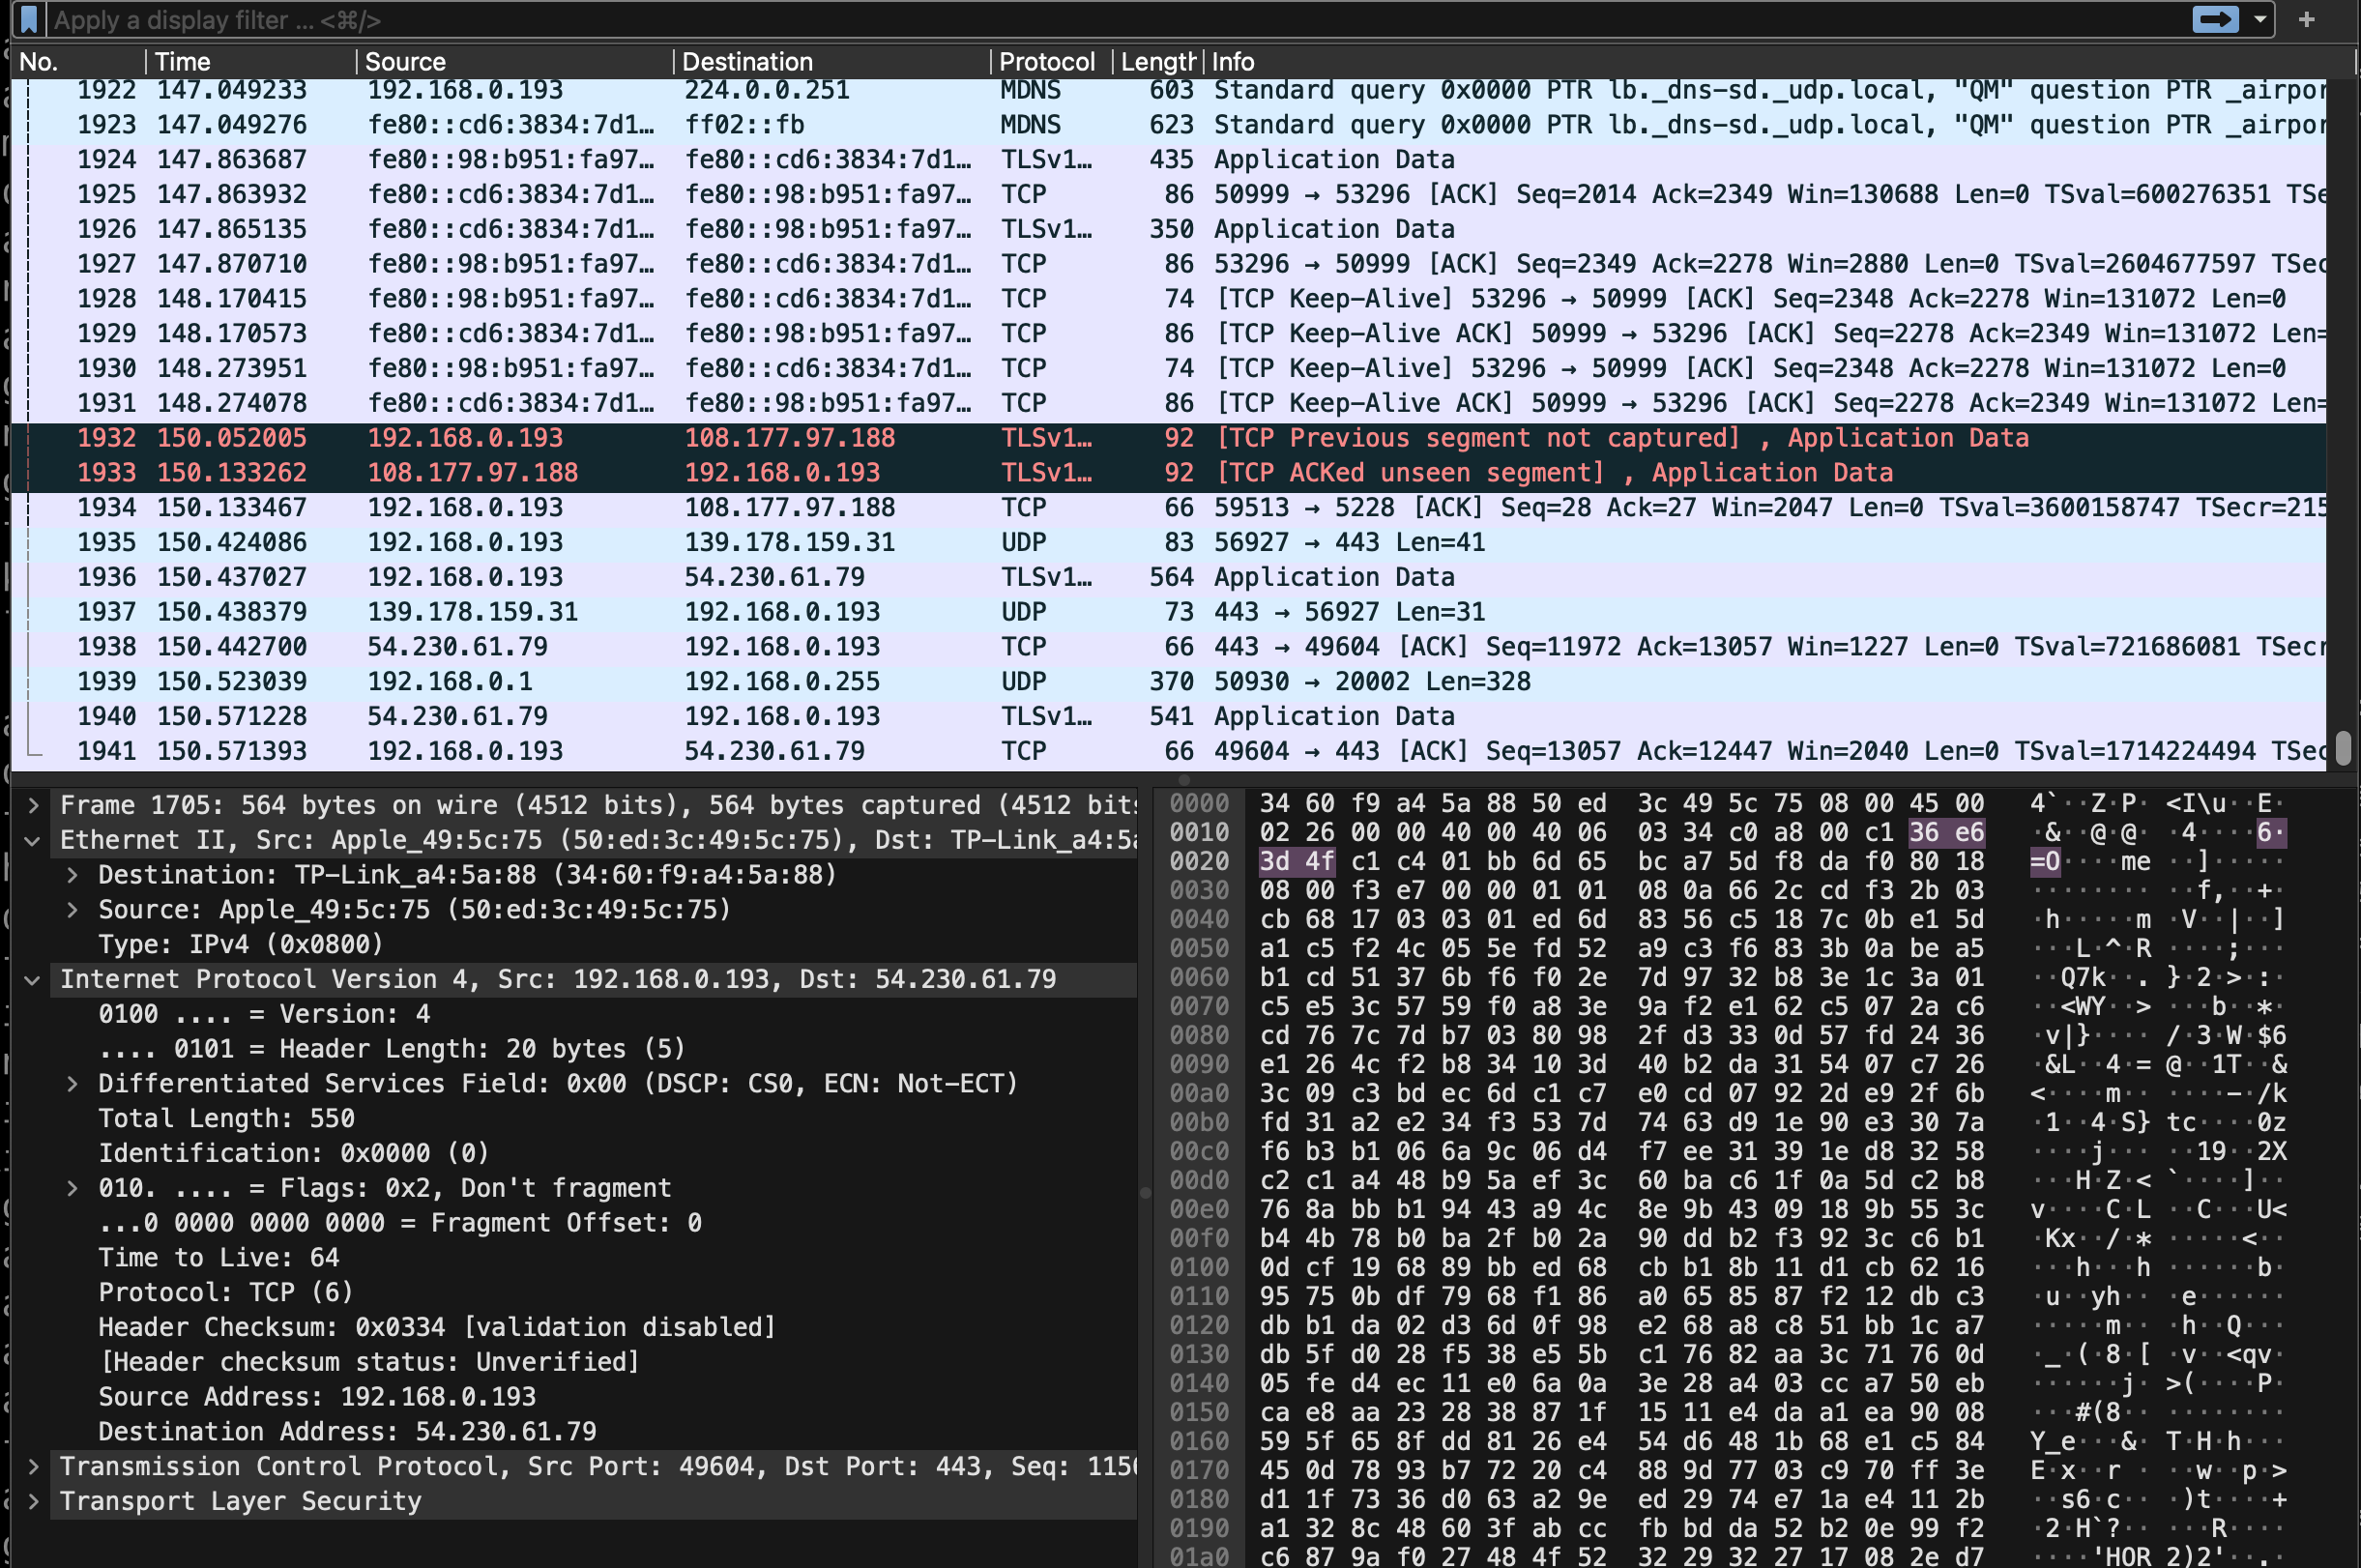 Apply a display filter ... <⌘/>
No. Time Source Destination Protocol Length Info
1922 147.049233 192.168.0.193 224.0.0.251 MDNS 603 Standard query 0x0000 PTR lb._dns-sd._udp.local, "QM" question PTR _airpor
1923 147.049276 fe80::cd6:3834:7d1… ff02::fb MDNS 623 Standard query 0x0000 PTR lb._dns-sd._udp.local, "QM" question PTR _airpor
1924 147.863687 fe80::98:b951:fa97… fe80::cd6:3834:7d1… TLSv1… 435 Application Data
1925 147.863932 fe80::cd6:3834:7d1… fe80::98:b951:fa97… TCP 86 50999 → 53296 [ACK] Seq=2014 Ack=2349 Win=130688 Len=0 TSval=600276351 TSe
1926 147.865135 fe80::cd6:3834:7d1… fe80::98:b951:fa97… TLSv1… 350 Application Data
1927 147.870710 fe80::98:b951:fa97… fe80::cd6:3834:7d1… TCP 86 53296 → 50999 [ACK] Seq=2349 Ack=2278 Win=2880 Len=0 TSval=2604677597 TSec
1928 148.170415 fe80::98:b951:fa97… fe80::cd6:3834:7d1… TCP 74 [TCP Keep-Alive] 53296 → 50999 [ACK] Seq=2348 Ack=2278 Win=131072 Len=0
1929 148.170573 fe80::cd6:3834:7d1… fe80::98:b951:fa97… TCP 86 [TCP Keep-Alive ACK] 50999 → 53296 [ACK] Seq=2278 Ack=2349 Win=131072 Len=
1930 148.273951 fe80::98:b951:fa97… fe80::cd6:3834:7d1… TCP 74 [TCP Keep-Alive] 53296 → 50999 [ACK] Seq=2348 Ack=2278 Win=131072 Len=0
1931 148.274078 fe80::cd6:3834:7d1… fe80::98:b951:fa97… TCP 86 [TCP Keep-Alive ACK] 50999 → 53296 [ACK] Seq=2278 Ack=2349 Win=131072 Len=
1932 150.052005 192.168.0.193 108.177.97.188 TLSv1… 92 [TCP Previous segment not captured] , Application Data
1933 150.133262 108.177.97.188 192.168.0.193 TLSv1… 92 [TCP ACKed unseen segment] , Application Data
1934 150.133467 192.168.0.193 108.177.97.188 TCP 66 59513 → 5228 [ACK] Seq=28 Ack=27 Win=2047 Len=0 TSval=3600158747 TSecr=215
1935 150.424086 192.168.0.193 139.178.159.31 UDP 83 56927 → 443 Len=41
1936 150.437027 192.168.0.193 54.230.61.79 TLSv1… 564 Application Data
1937 150.438379 139.178.159.31 192.168.0.193 UDP 73 443 → 56927 Len=31
1938 150.442700 54.230.61.79 192.168.0.193 TCP 66 443 → 49604 [ACK] Seq=11972 Ack=13057 Win=1227 Len=0 TSval=721686081 TSecr
1939 150.523039 192.168.0.1 192.168.0.255 UDP 370 50930 → 20002 Len=328
1940 150.571228 54.230.61.79 192.168.0.193 TLSv1… 541 Application Data
1941 150.571393 192.168.0.193 54.230.61.79 TCP 66 49604 → 443 [ACK] Seq=13057 Ack=12447 Win=2040 Len=0 TSval=1714224494 TSec
Frame 1705: 564 bytes on wire (4512 bits), 564 bytes captured (4512 bits
Ethernet II, Src: Apple_49:5c:75 (50:ed:3c:49:5c:75), Dst: TP-Link_a4:5a
Destination: TP-Link_a4:5a:88 (34:60:f9:a4:5a:88)
Source: Apple_49:5c:75 (50:ed:3c:49:5c:75)
Type: IPv4 (0x0800)
Internet Protocol Version 4, Src: 192.168.0.193, Dst: 54.230.61.79
0100 .... = Version: 4
.... 0101 = Header Length: 20 bytes (5)
Differentiated Services Field: 0x00 (DSCP: CS0, ECN: Not-ECT)
Total Length: 550
Identification: 0x0000 (0)
010. .... = Flags: 0x2, Don't fragment
...0 0000 0000 0000 = Fragment Offset: 0
Time to Live: 64
Protocol: TCP (6)
Header Checksum: 0x0334 [validation disabled]
[Header checksum status: Unverified]
Source Address: 192.168.0.193
Destination Address: 54.230.61.79
Transmission Control Protocol, Src Port: 49604, Dst Port: 443, Seq: 1150
Transport Layer Security
0000 34 60 f9 a4 5a 88 50 ed 3c 49 5c 75 08 00 45 00 4`··Z·P· <I\u··E·
0010 02 26 00 00 40 00 40 06 03 34 c0 a8 00 c1 36 e6 ·&··@·@· ·4····6·
0020 3d 4f c1 c4 01 bb 6d 65 bc a7 5d f8 da f0 80 18 =O····me ··]·····
0030 08 00 f3 e7 00 00 01 01 08 0a 66 2c cd f3 2b 03 ········ ··f,··+·
0040 cb 68 17 03 03 01 ed 6d 83 56 c5 18 7c 0b e1 5d ·h·····m ·V··|··]
0050 a1 c5 f2 4c 05 5e fd 52 a9 c3 f6 83 3b 0a be a5 ···L·^·R ····;···
0060 b1 cd 51 37 6b f6 f0 2e 7d 97 32 b8 3e 1c 3a 01 ··Q7k··. }·2·>·:·
0070 c5 e5 3c 57 59 f0 a8 3e 9a f2 e1 62 c5 07 2a c6 ··<WY··> ···b··*·
0080 cd 76 7c 7d b7 03 80 98 2f d3 33 0d 57 fd 24 36 ·v|}···· /·3·W·$6
0090 e1 26 4c f2 b8 34 10 3d 40 b2 da 31 54 07 c7 26 ·&L··4·= @··1T··&
00a0 3c 09 c3 bd ec 6d c1 c7 e0 cd 07 92 2d e9 2f 6b <····m·· ····-·/k
00b0 fd 31 a2 e2 34 f3 53 7d 74 63 d9 1e 90 e3 30 7a ·1··4·S} tc····0z
00c0 f6 b3 b1 06 6a 9c 06 d4 f7 ee 31 39 1e d8 32 58 ····j··· ··19··2X
00d0 c2 c1 a4 48 b9 5a ef 3c 60 ba c6 1f 0a 5d c2 b8 ···H·Z·< `····]··
00e0 76 8a bb b1 94 43 a9 4c 8e 9b 43 09 18 9b 55 3c v····C·L ··C···U<
00f0 b4 4b 78 b0 ba 2f b0 2a 90 dd b2 f3 92 3c c6 b1 ·Kx··/·* ·····<··
0100 0d cf 19 68 89 bb ed 68 cb b1 8b 11 d1 cb 62 16 ···h···h ······b·
0110 95 75 0b df 79 68 f1 86 a0 65 85 87 f2 12 db c3 ·u··yh·· ·e······
0120 db b1 da 02 d3 6d 0f 98 e2 68 a8 c8 51 bb 1c a7 ·····m·· ·h··Q···
0130 db 5f d0 28 f5 38 e5 5b c1 76 82 aa 3c 71 76 0d ·_·(·8·[ ·v··<qv·
0140 05 fe d4 ec 11 e0 6a 0a 3e 28 a4 03 cc a7 50 eb ······j· >(····P·
0150 ca e8 aa 23 28 38 87 1f 15 11 e4 da a1 ea 90 08 ···#(8·· ········
0160 59 5f 65 8f dd 81 26 e4 54 d6 48 1b 68 e1 c5 84 Y_e···&· T·H·h···
0170 45 0d 78 93 b7 72 20 c4 88 9d 77 03 c9 70 ff 3e E·x··r · ··w··p·>
0180 d1 1f 73 36 d0 63 a2 9e ed 29 74 e7 1a e4 11 2b ··s6·c·· ·)t····+
0190 a1 32 8c 48 60 3f ab cc fb bd da 52 b2 0e 99 f2 ·2·H`?·· ···R····
01a0 c6 87 9a f0 27 48 4f 52 32 29 32 27 17 08 2e d7 ····'HOR 2)2'··.·